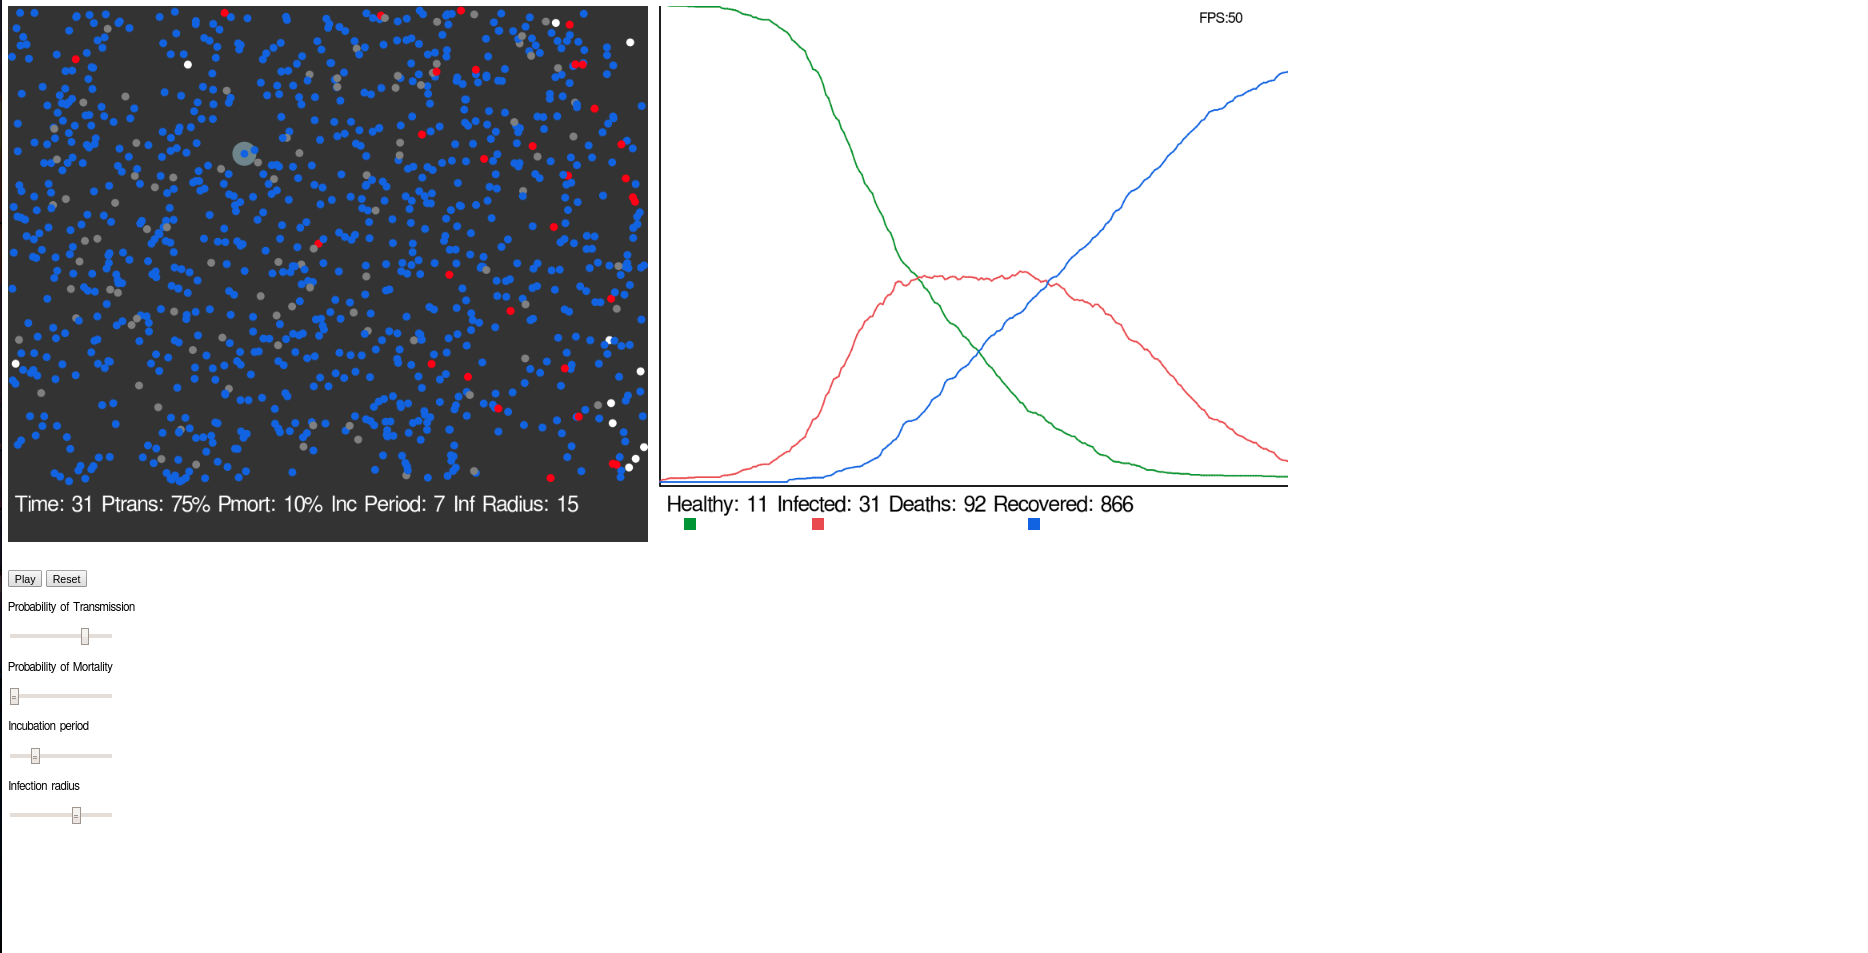 FPS:50
Time: 31 Ptrans: 75% Pmort: 10% Inc Period: 7 Inf Radius: 15
Healthy: 11 Infected: 31 Deaths: 92 Recovered: 866
Play Reset
Probability of Transmission
Probability of Mortality
Incubation period
Infection radius